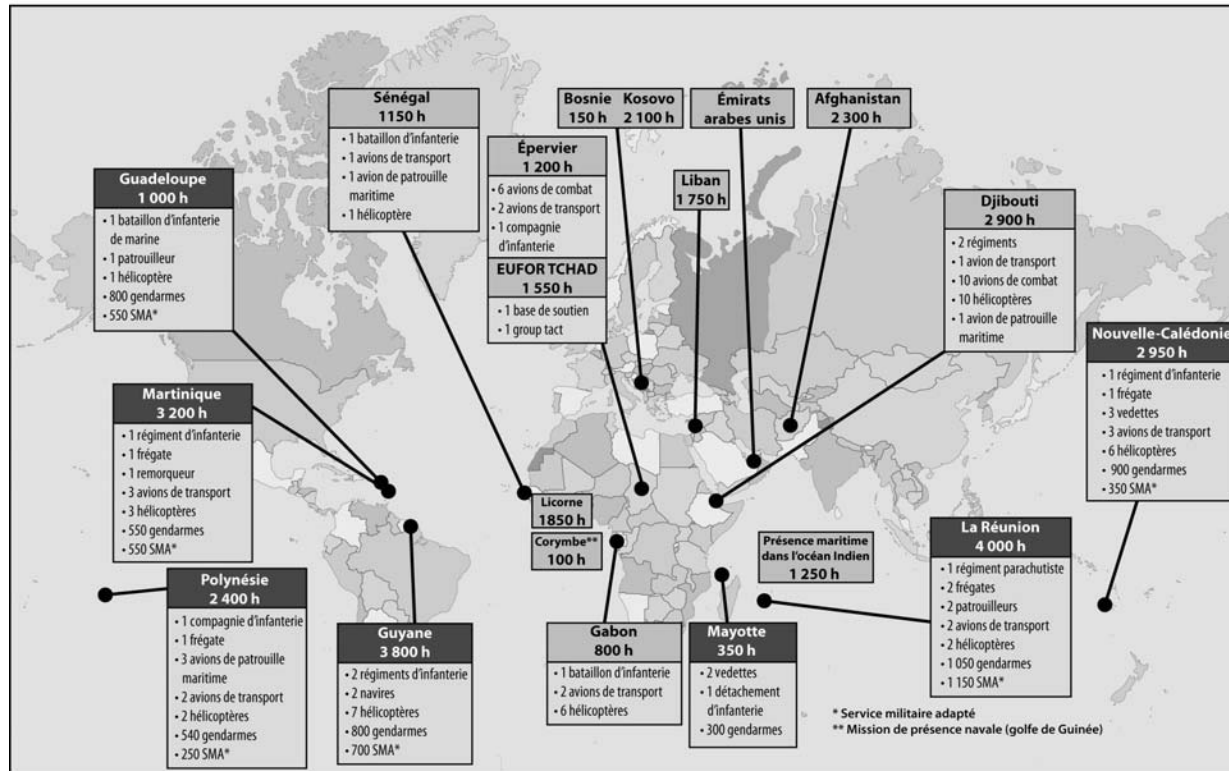 Sénégal
1150 h
• 1 bataillon d'infanterie
• 1 avions de transport
• 1 avion de patrouille
maritime
• 1 hélicoptère
Bosnie Kosovo
150 h 2 100 h
Émirats
arabes unis
Afghanistan
2 300 h
Épervier
1 200 h
• 6 avions de combat
• 2 avions de transport
• 1 compagnie
d'infanterie
EUFOR TCHAD
1 550 h
• 1 base de soutien
• 1 group tact
Liban
1 750 h
Guadeloupe
1 000 h
• 1 bataillon d'infanterie
de marine
• 1 patrouilleur
• 1 hélicoptère
• 800 gendarmes
• 550 SMA*
Djibouti
2 900 h
• 2 régiments
• 1 avion de transport
• 10 avions de combat
• 10 hélicoptères
• 1 avion de patrouille
maritime
Nouvelle-Calédonie
2 950 h
• 1 régiment d'infanterie
• 1 frégate
• 3 vedettes
• 3 avions de transport
• 6 hélicoptères
• 900 gendarmes
• 350 SMA*
Martinique
3 200 h
• 1 régiment d'infanterie
• 1 frégate
• 1 remorqueur
• 3 avions de transport
• 3 hélicoptères
• 550 gendarmes
• 550 SMA*
Licorne
1850 h
Corymbe**
100 h
Présence maritime
dans l'océan Indien
1 250 h
La Réunion
4 000 h
• 1 régiment parachutiste
• 2 frégates
• 2 patrouilleurs
• 2 avions de transport
• 2 hélicoptères
• 1 050 gendarmes
• 1 150 SMA*
Polynésie
2 400 h
• 1 compagnie d'infanterie
• 1 frégate
• 3 avions de patrouille
maritime
• 2 avions de transport
• 2 hélicoptères
• 540 gendarmes
• 250 SMA*
Guyane
3 800 h
• 2 régiments d'infanterie
• 2 navires
• 7 hélicoptères
• 800 gendarmes
• 700 SMA*
Gabon
800 h
• 1 bataillon d'infanterie
• 2 avions de transport
• 6 hélicoptères
Mayotte
350 h
• 2 vedettes
• 1 détachement
d'infanterie
• 300 gendarmes
* Service militaire adapté
** Mission de présence navale (golfe de Guinée)